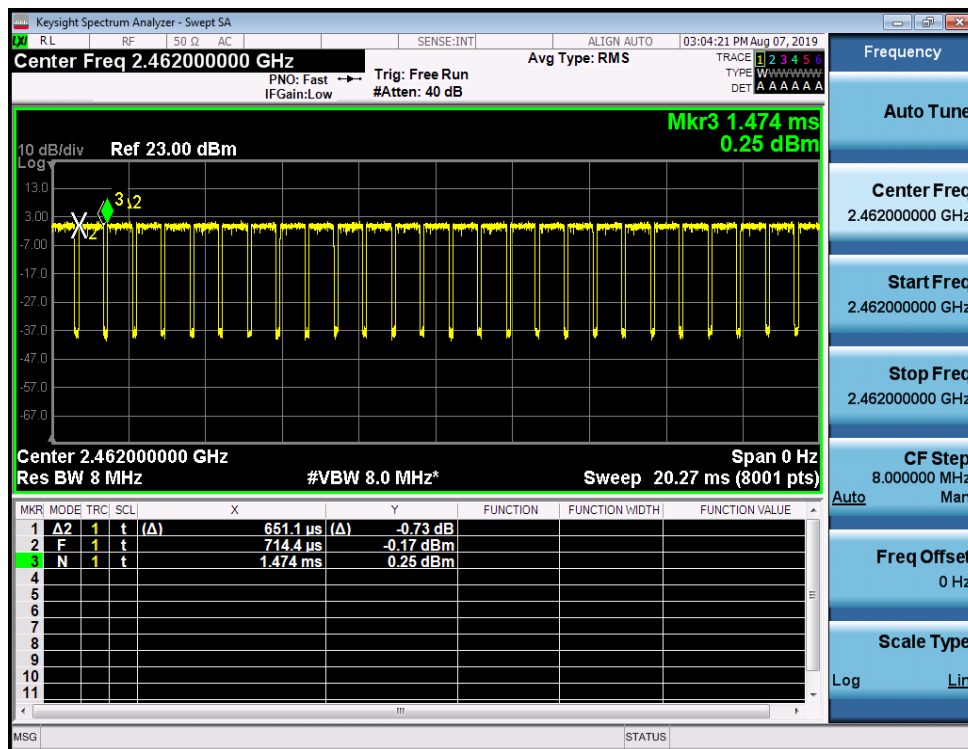 Keysight Spectrum Analyzer - Swept SA
LXI RL RF 50 Ω AC SENSE:INT ALIGN AUTO 03:04:21 PM Aug 07, 2019
Center Freq 2.462000000 GHz
PNO: Fast
IFGain:Low
Trig: Free Run
#Atten: 40 dB
Avg Type: RMS
TRACE 1 2 3 4 5 6
TYPE W W W W W W
DET A A A A A A
Mkr3 1.474 ms
0.25 dBm
10 dB/div Ref 23.00 dBm
Log
13.0
3.00
-7.00
-17.0
-27.0
-37.0
-47.0
-57.0
-67.0
3 1Δ2
X2
Center 2.462000000 GHz Span 0 Hz
Res BW 8 MHz #VBW 8.0 MHz* Sweep 20.27 ms (8001 pts)
MKR MODE TRC SCL X Y FUNCTION FUNCTION WIDTH FUNCTION VALUE
1 Δ2 1 t (Δ) 651.1 µs (Δ) -0.73 dB
2 F 1 t 714.4 µs -0.17 dBm
3 N 1 t 1.474 ms 0.25 dBm
4
5
6
7
8
9
10
11
MSG STATUS
Frequency
Auto Tune
Center Freq
2.462000000 GHz
Start Freq
2.462000000 GHz
Stop Freq
2.462000000 GHz
CF Step
8.000000 MHz
Auto Man
Freq Offset
0 Hz
Scale Type
Log Lin